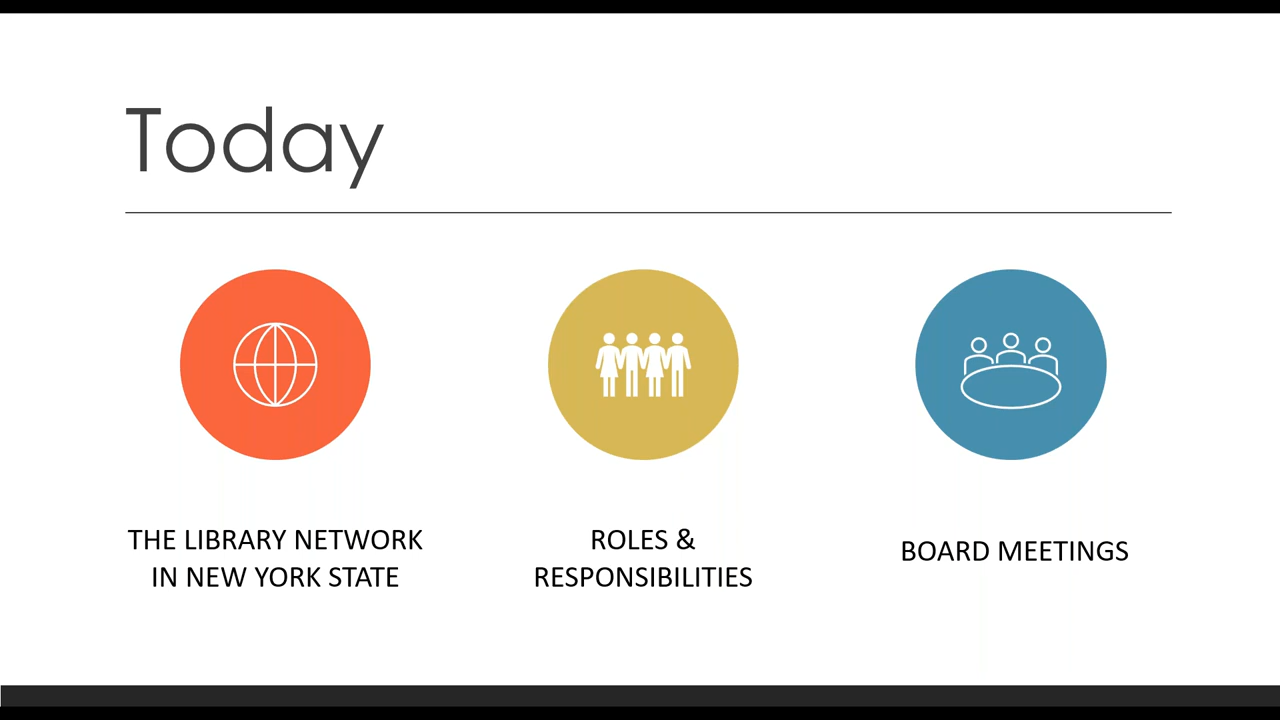 Today
THE LIBRARY NETWORK
IN NEW YORK STATE
ROLES &
RESPONSIBILITIES
BOARD MEETINGS